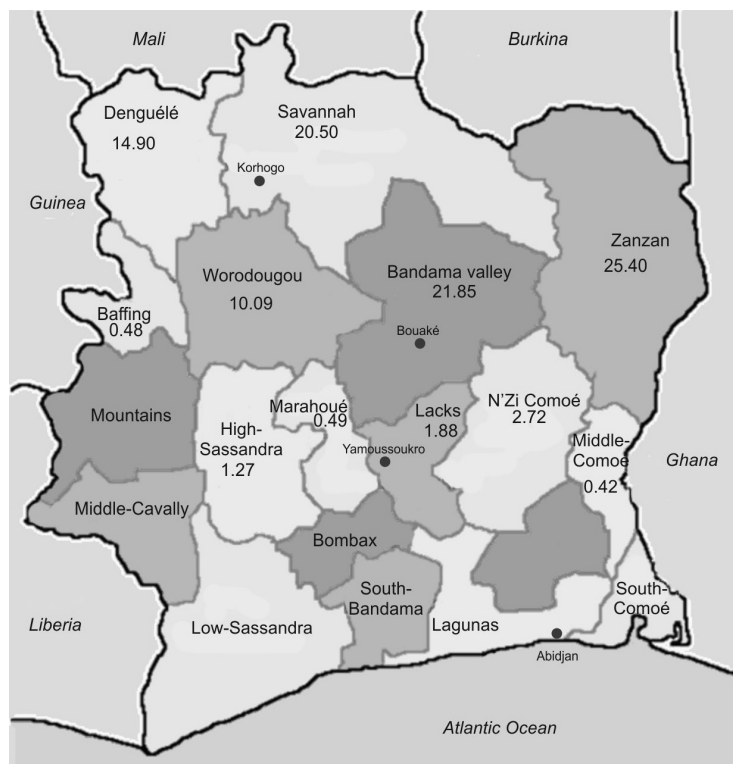 Mali
Burkina
Denguélé
14.90
Savannah
20.50
Korhogo
Guinea
Zanzan
25.40
Worodougou
10.09
Bandama valley
21.85
Baffing
0.48
Bouaké
Mountains
High-
Sassandra
1.27
Marahoué
0.49
Lacks
1.88
Yamoussoukro
N'Zi Comoé
2.72
Middle-
Comoé
0.42
Ghana
Middle-Cavally
Bombax
South-
Bandama
South-
Comoé
Liberia
Low-Sassandra
Lagunas
Abidjan
Atlantic Ocean